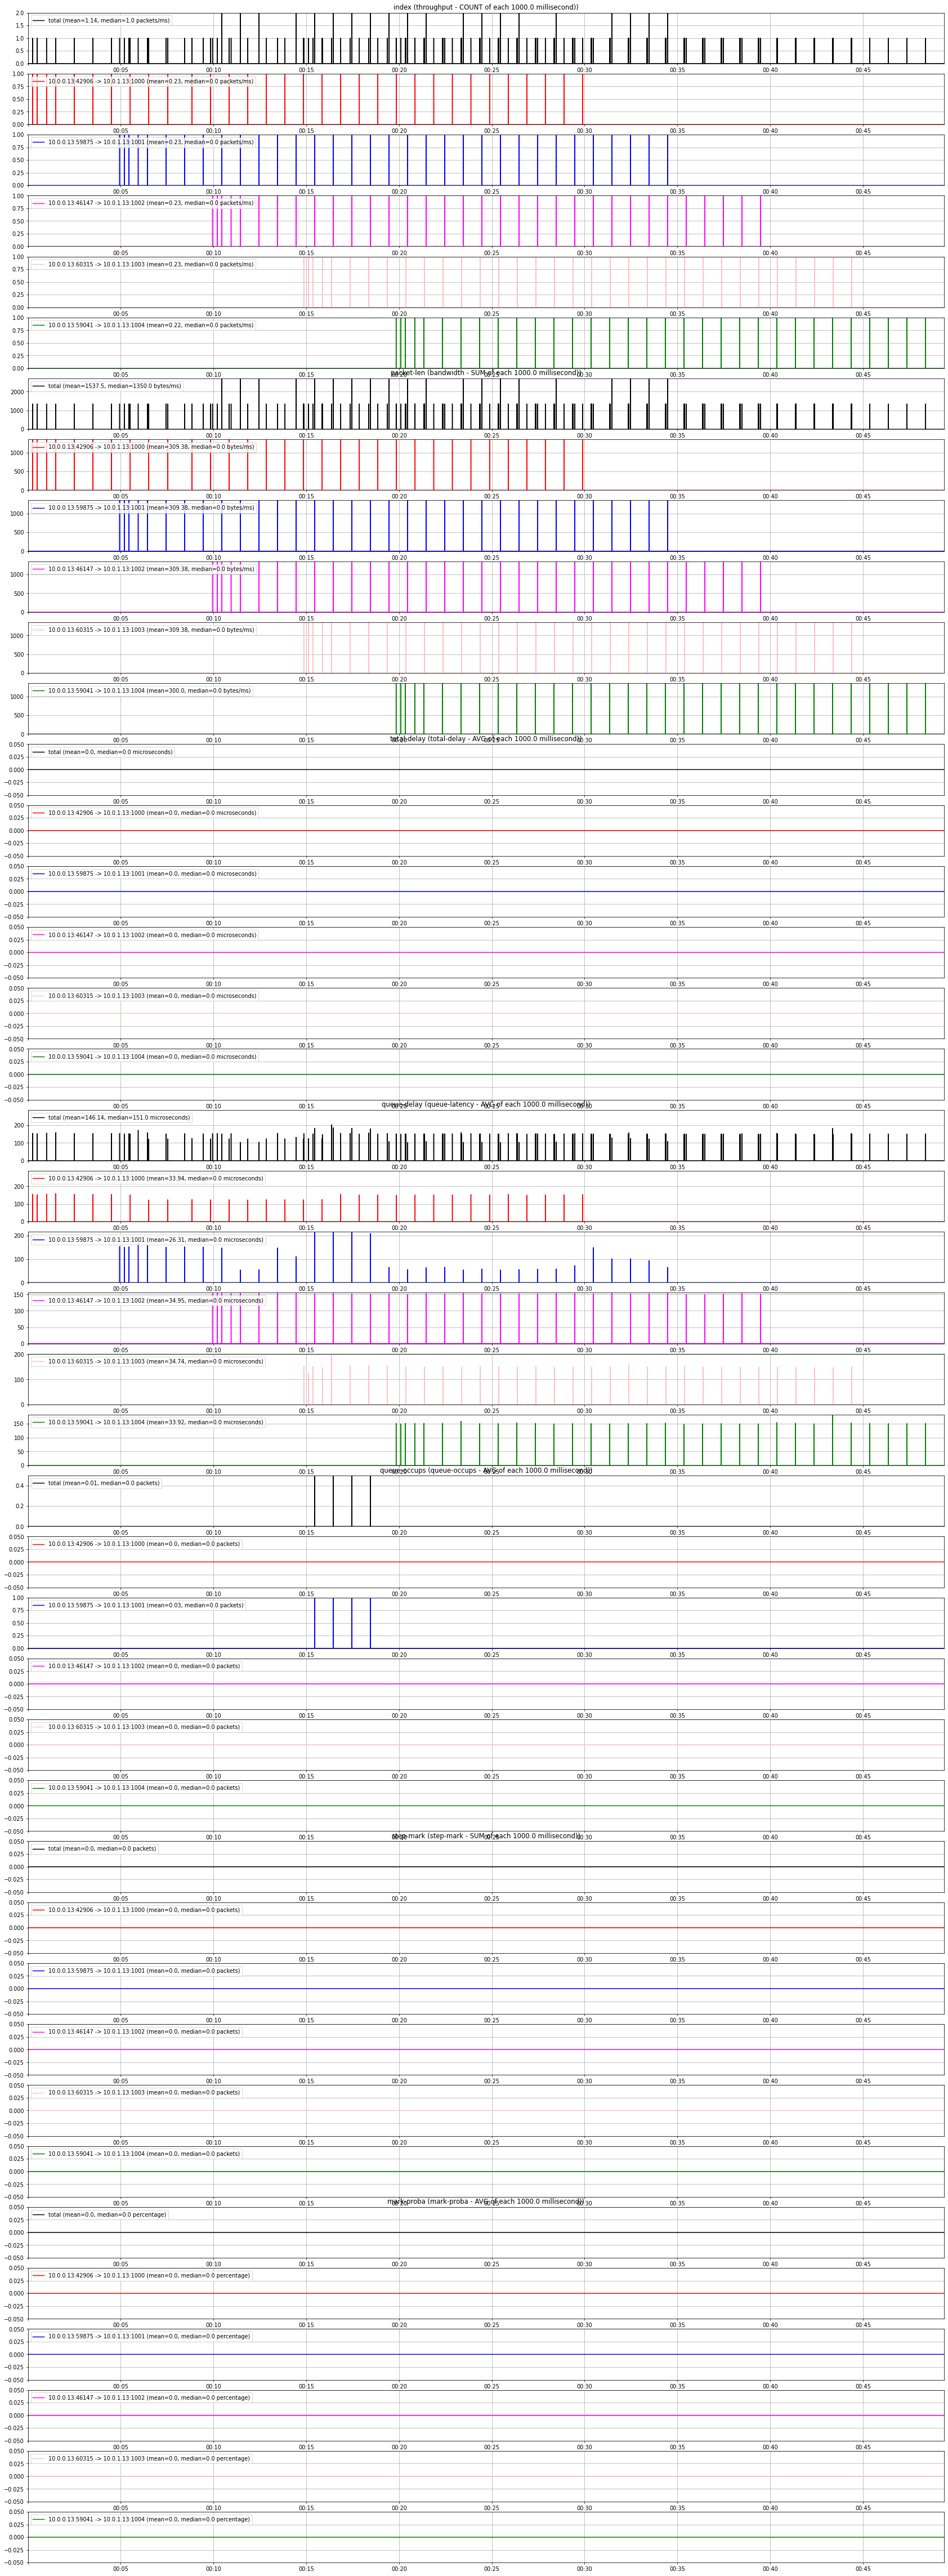 index (throughput - COUNT of each 1000.0 millisecond))
total (mean=1.14, median=1.0 packets/ms)
2.0
1.5
1.0
0.5
0.0
00:05 00:10 00:15 00:20 00:25 00:30 00:35 00:40 00:45
10.0.0.13:42906 -> 10.0.1.13:1000 (mean=0.23, median=0.0 packets/ms)
1.00
0.75
0.50
0.25
0.00
00:05 00:10 00:15 00:20 00:25 00:30 00:35 00:40 00:45
10.0.0.13:59875 -> 10.0.1.13:1001 (mean=0.23, median=0.0 packets/ms)
1.00
0.75
0.50
0.25
0.00
00:05 00:10 00:15 00:20 00:25 00:30 00:35 00:40 00:45
10.0.0.13:46147 -> 10.0.1.13:1002 (mean=0.23, median=0.0 packets/ms)
1.00
0.75
0.50
0.25
0.00
00:05 00:10 00:15 00:20 00:25 00:30 00:35 00:40 00:45
10.0.0.13:60315 -> 10.0.1.13:1003 (mean=0.23, median=0.0 packets/ms)
1.00
0.75
0.50
0.25
0.00
00:05 00:10 00:15 00:20 00:25 00:30 00:35 00:40 00:45
10.0.0.13:59041 -> 10.0.1.13:1004 (mean=0.22, median=0.0 packets/ms)
1.00
0.75
0.50
0.25
0.00
00:05 00:10 00:15 00:20 00:25 00:30 00:35 00:40 00:45
packet-len (bandwidth - SUM of each 1000.0 millisecond))
total (mean=1537.5, median=1350.0 bytes/ms)
2000
1000
0
00:05 00:10 00:15 00:20 00:25 00:30 00:35 00:40 00:45
10.0.0.13:42906 -> 10.0.1.13:1000 (mean=309.38, median=0.0 bytes/ms)
1000
500
0
00:05 00:10 00:15 00:20 00:25 00:30 00:35 00:40 00:45
10.0.0.13:59875 -> 10.0.1.13:1001 (mean=309.38, median=0.0 bytes/ms)
1000
500
0
00:05 00:10 00:15 00:20 00:25 00:30 00:35 00:40 00:45
10.0.0.13:46147 -> 10.0.1.13:1002 (mean=309.38, median=0.0 bytes/ms)
1000
500
0
00:05 00:10 00:15 00:20 00:25 00:30 00:35 00:40 00:45
10.0.0.13:60315 -> 10.0.1.13:1003 (mean=309.38, median=0.0 bytes/ms)
1000
500
0
00:05 00:10 00:15 00:20 00:25 00:30 00:35 00:40 00:45
10.0.0.13:59041 -> 10.0.1.13:1004 (mean=300.0, median=0.0 bytes/ms)
1000
500
0
00:05 00:10 00:15 00:20 00:25 00:30 00:35 00:40 00:45
total-delay (total-delay - AVG of each 1000.0 millisecond))
total (mean=0.0, median=0.0 microseconds)
0.050
0.025
0.000
−0.025
−0.050
00:05 00:10 00:15 00:20 00:25 00:30 00:35 00:40 00:45
10.0.0.13:42906 -> 10.0.1.13:1000 (mean=0.0, median=0.0 microseconds)
0.050
0.025
0.000
−0.025
−0.050
00:05 00:10 00:15 00:20 00:25 00:30 00:35 00:40 00:45
10.0.0.13:59875 -> 10.0.1.13:1001 (mean=0.0, median=0.0 microseconds)
0.050
0.025
0.000
−0.025
−0.050
00:05 00:10 00:15 00:20 00:25 00:30 00:35 00:40 00:45
10.0.0.13:46147 -> 10.0.1.13:1002 (mean=0.0, median=0.0 microseconds)
0.050
0.025
0.000
−0.025
−0.050
00:05 00:10 00:15 00:20 00:25 00:30 00:35 00:40 00:45
10.0.0.13:60315 -> 10.0.1.13:1003 (mean=0.0, median=0.0 microseconds)
0.050
0.025
0.000
−0.025
−0.050
00:05 00:10 00:15 00:20 00:25 00:30 00:35 00:40 00:45
10.0.0.13:59041 -> 10.0.1.13:1004 (mean=0.0, median=0.0 microseconds)
0.050
0.025
0.000
−0.025
−0.050
00:05 00:10 00:15 00:20 00:25 00:30 00:35 00:40 00:45
queue-delay (queue-latency - AVG of each 1000.0 millisecond))
total (mean=146.14, median=151.0 microseconds)
200
100
0
00:05 00:10 00:15 00:20 00:25 00:30 00:35 00:40 00:45
10.0.0.13:42906 -> 10.0.1.13:1000 (mean=33.94, median=0.0 microseconds)
200
100
0
00:05 00:10 00:15 00:20 00:25 00:30 00:35 00:40 00:45
10.0.0.13:59875 -> 10.0.1.13:1001 (mean=26.31, median=0.0 microseconds)
200
100
0
00:05 00:10 00:15 00:20 00:25 00:30 00:35 00:40 00:45
10.0.0.13:46147 -> 10.0.1.13:1002 (mean=34.95, median=0.0 microseconds)
150
100
50
0
00:05 00:10 00:15 00:20 00:25 00:30 00:35 00:40 00:45
10.0.0.13:60315 -> 10.0.1.13:1003 (mean=34.74, median=0.0 microseconds)
200
100
0
00:05 00:10 00:15 00:20 00:25 00:30 00:35 00:40 00:45
10.0.0.13:59041 -> 10.0.1.13:1004 (mean=33.92, median=0.0 microseconds)
150
100
50
0
00:05 00:10 00:15 00:20 00:25 00:30 00:35 00:40 00:45
queue-occups (queue-occups - AVG of each 1000.0 millisecond))
total (mean=0.01, median=0.0 packets)
0.4
0.2
0.0
00:05 00:10 00:15 00:20 00:25 00:30 00:35 00:40 00:45
10.0.0.13:42906 -> 10.0.1.13:1000 (mean=0.0, median=0.0 packets)
0.050
0.025
0.000
−0.025
−0.050
00:05 00:10 00:15 00:20 00:25 00:30 00:35 00:40 00:45
10.0.0.13:59875 -> 10.0.1.13:1001 (mean=0.03, median=0.0 packets)
1.00
0.75
0.50
0.25
0.00
00:05 00:10 00:15 00:20 00:25 00:30 00:35 00:40 00:45
10.0.0.13:46147 -> 10.0.1.13:1002 (mean=0.0, median=0.0 packets)
0.050
0.025
0.000
−0.025
−0.050
00:05 00:10 00:15 00:20 00:25 00:30 00:35 00:40 00:45
10.0.0.13:60315 -> 10.0.1.13:1003 (mean=0.0, median=0.0 packets)
0.050
0.025
0.000
−0.025
−0.050
00:05 00:10 00:15 00:20 00:25 00:30 00:35 00:40 00:45
10.0.0.13:59041 -> 10.0.1.13:1004 (mean=0.0, median=0.0 packets)
0.050
0.025
0.000
−0.025
−0.050
00:05 00:10 00:15 00:20 00:25 00:30 00:35 00:40 00:45
step-mark (step-mark - SUM of each 1000.0 millisecond))
total (mean=0.0, median=0.0 packets)
0.050
0.025
0.000
−0.025
−0.050
00:05 00:10 00:15 00:20 00:25 00:30 00:35 00:40 00:45
10.0.0.13:42906 -> 10.0.1.13:1000 (mean=0.0, median=0.0 packets)
0.050
0.025
0.000
−0.025
−0.050
00:05 00:10 00:15 00:20 00:25 00:30 00:35 00:40 00:45
10.0.0.13:59875 -> 10.0.1.13:1001 (mean=0.0, median=0.0 packets)
0.050
0.025
0.000
−0.025
−0.050
00:05 00:10 00:15 00:20 00:25 00:30 00:35 00:40 00:45
10.0.0.13:46147 -> 10.0.1.13:1002 (mean=0.0, median=0.0 packets)
0.050
0.025
0.000
−0.025
−0.050
00:05 00:10 00:15 00:20 00:25 00:30 00:35 00:40 00:45
10.0.0.13:60315 -> 10.0.1.13:1003 (mean=0.0, median=0.0 packets)
0.050
0.025
0.000
−0.025
−0.050
00:05 00:10 00:15 00:20 00:25 00:30 00:35 00:40 00:45
10.0.0.13:59041 -> 10.0.1.13:1004 (mean=0.0, median=0.0 packets)
0.050
0.025
0.000
−0.025
−0.050
00:05 00:10 00:15 00:20 00:25 00:30 00:35 00:40 00:45
mark-proba (mark-proba - AVG of each 1000.0 millisecond))
total (mean=0.0, median=0.0 percentage)
0.050
0.025
0.000
−0.025
−0.050
00:05 00:10 00:15 00:20 00:25 00:30 00:35 00:40 00:45
10.0.0.13:42906 -> 10.0.1.13:1000 (mean=0.0, median=0.0 percentage)
0.050
0.025
0.000
−0.025
−0.050
00:05 00:10 00:15 00:20 00:25 00:30 00:35 00:40 00:45
10.0.0.13:59875 -> 10.0.1.13:1001 (mean=0.0, median=0.0 percentage)
0.050
0.025
0.000
−0.025
−0.050
00:05 00:10 00:15 00:20 00:25 00:30 00:35 00:40 00:45
10.0.0.13:46147 -> 10.0.1.13:1002 (mean=0.0, median=0.0 percentage)
0.050
0.025
0.000
−0.025
−0.050
00:05 00:10 00:15 00:20 00:25 00:30 00:35 00:40 00:45
10.0.0.13:60315 -> 10.0.1.13:1003 (mean=0.0, median=0.0 percentage)
0.050
0.025
0.000
−0.025
−0.050
00:05 00:10 00:15 00:20 00:25 00:30 00:35 00:40 00:45
10.0.0.13:59041 -> 10.0.1.13:1004 (mean=0.0, median=0.0 percentage)
0.050
0.025
0.000
−0.025
−0.050
00:05 00:10 00:15 00:20 00:25 00:30 00:35 00:40 00:45